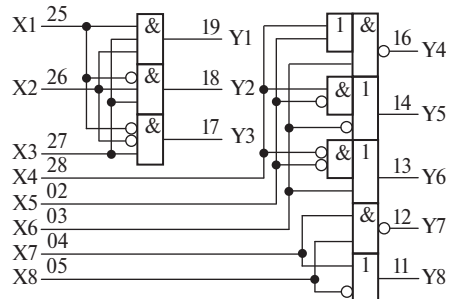 X1 25
X2 26
X3 27
X4 28
X5 02
X6 03
X7 04
X8 05
& 19 Y1
& 18 Y2
& 17 Y3
1 & 16 Y4
& 1 14 Y5
& 1 13 Y6
& 12 Y7
1 11 Y8